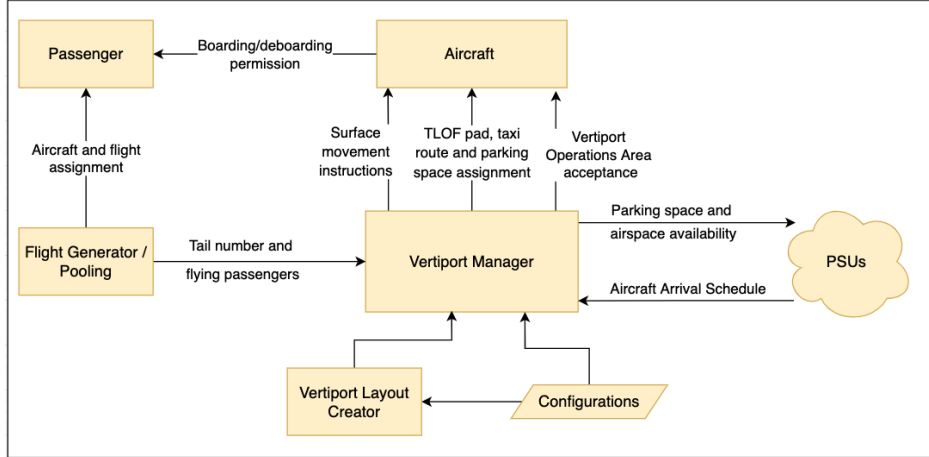 Passenger
Boarding/deboarding
permission
Aircraft
Aircraft and flight
assignment
Surface
movement
instructions
TLOF pad, taxi
route and parking
space assignment
Vertiport
Operations Area
acceptance
Flight Generator /
Pooling
Tail number and
flying passengers
Vertiport Manager
Parking space and
airspace availability
PSUs
Aircraft Arrival Schedule
Vertiport Layout
Creator
Configurations